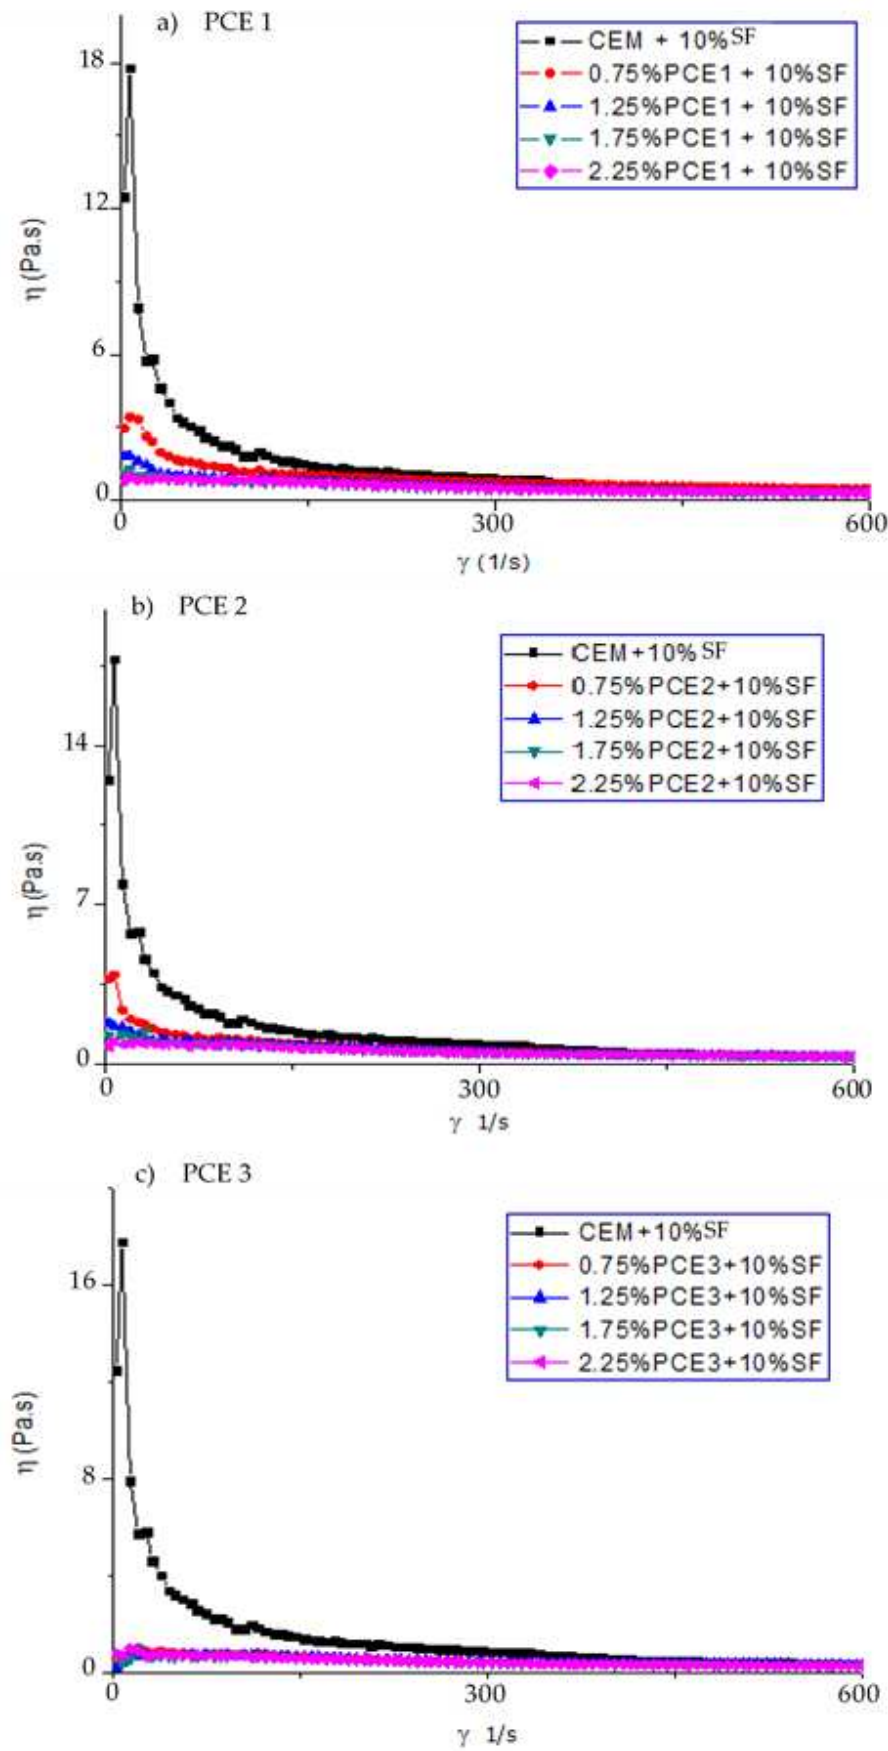 a) PCE 1
CEM + 10%SF
0.75%PCE1 + 10%SF
1.25%PCE1 + 10%SF
1.75%PCE1 + 10%SF
2.25%PCE1 + 10%SF
18
12
6
0
η (Pa.s)
0 300 600
γ (1/s)
b) PCE 2
CEM+10% SF
0.75%PCE2+10%SF
1.25%PCE2+10%SF
1.75%PCE2+10%SF
2.25%PCE2+10%SF
14
7
0
η (Pa.s)
0 300 600
γ 1/s
c) PCE 3
CEM+10%SF
0.75%PCE3+10%SF
1.25%PCE3+10%SF
1.75%PCE3+10%SF
2.25%PCE3+10%SF
16
8
0
η (Pa.s)
0 300 600
γ 1/s